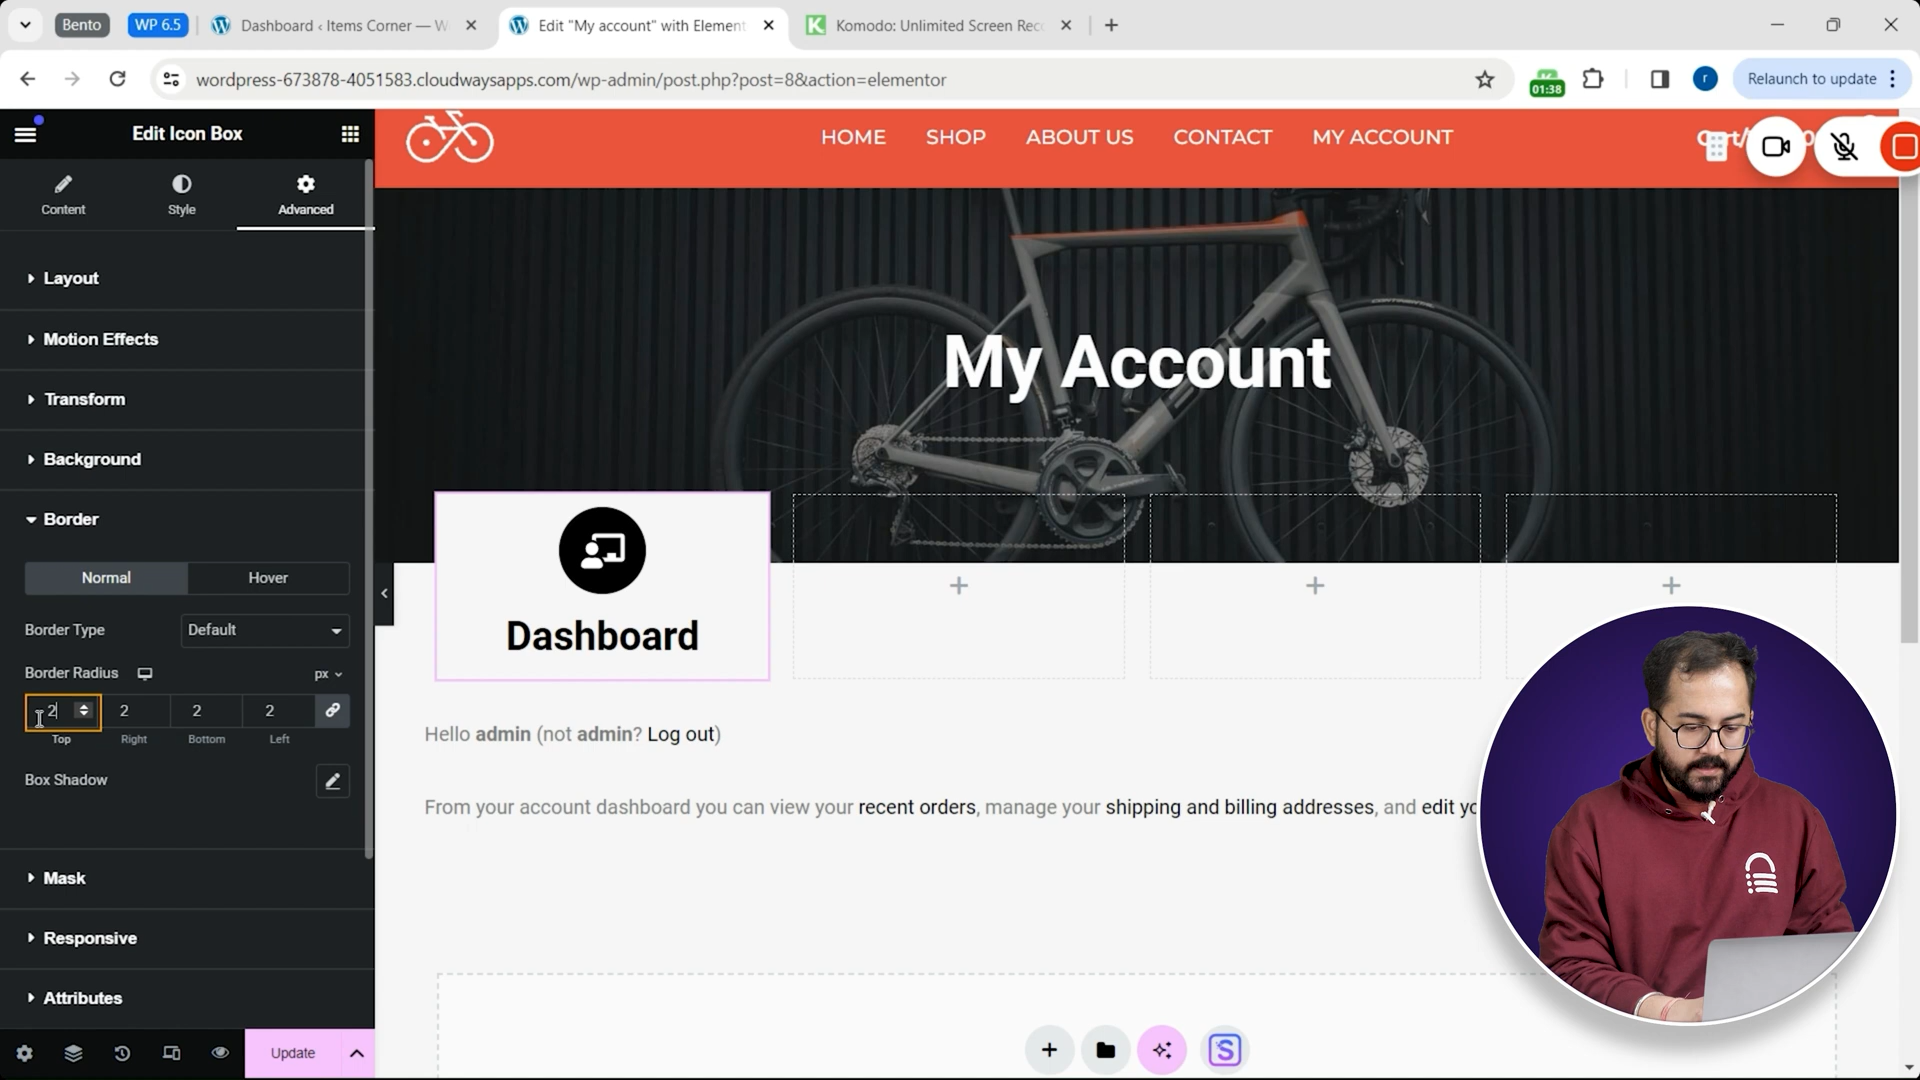 Bento
WP 6.5
Dashboard ‹ Items Corner — W
Edit "My account" with Element
Komodo: Unlimited Screen Rec
wordpress-673878-4051583.cloudwaysapps.com/wp-admin/post.php?post=8&action=elementor
01:38
r
Relaunch to update
Edit Icon Box
HOME
SHOP
ABOUT US
CONTACT
MY ACCOUNT
Content
Style
Advanced
Layout
Motion Effects
Transform
Background
Border
Normal
Hover
Border Type
Default
Border Radius
px
2
2
2
2
Top
Right
Bottom
Left
Box Shadow
Mask
Responsive
Attributes
Update
My Account
Dashboard
Hello admin (not admin? Log out)
From your account dashboard you can view your recent orders, manage your shipping and billing addresses, and edit yo